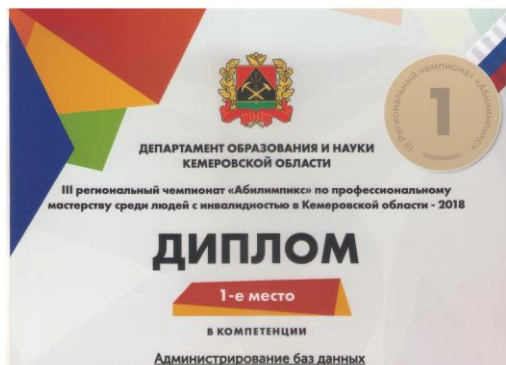 III Региональный чемпионат «Абилимпикс»
1
ДЕПАРТАМЕНТ ОБРАЗОВАНИЯ И НАУКИ
КЕМЕРОВСКОЙ ОБЛАСТИ
III региональный чемпионат «Абилимпикс» по профессиональному
мастерству среди людей с инвалидностью в Кемеровской области - 2018
ДИПЛОМ
1-е место
В КОМПЕТЕНЦИИ
Администрирование баз данных